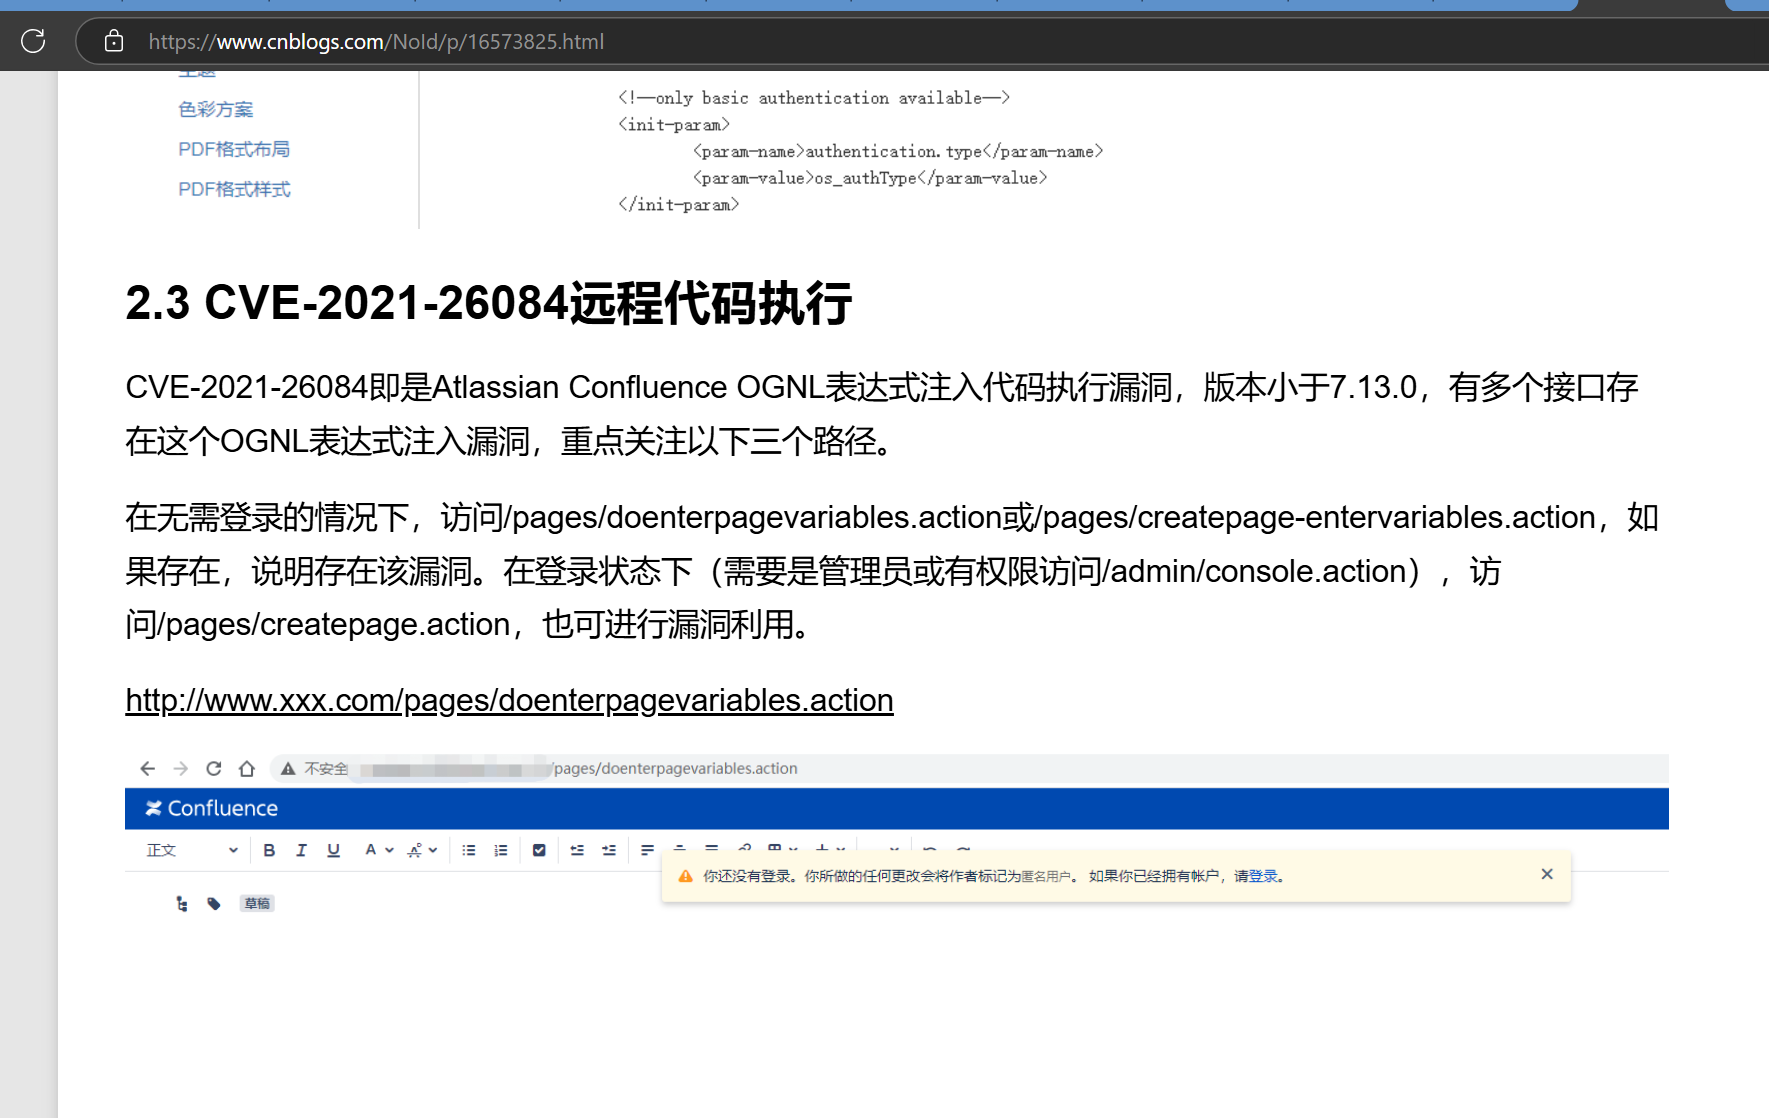 https://www.cnblogs.com/NoId/p/16573825.html
主题
色彩方案
PDF格式布局
PDF格式样式
<!--only basic authentication available-->
<init-param>
<param-name>authentication.type</param-name>
<param-value>os_authType</param-value>
</init-param>
2.3 CVE-2021-26084远程代码执行
CVE-2021-26084即是Atlassian Confluence OGNL表达式注入代码执行漏洞，版本小于7.13.0，有多个接口存
在这个OGNL表达式注入漏洞，重点关注以下三个路径。
在无需登录的情况下，访问/pages/doenterpagevariables.action或/pages/createpage-entervariables.action，如
果存在，说明存在该漏洞。在登录状态下（需要是管理员或有权限访问/admin/console.action），访
问/pages/createpage.action，也可进行漏洞利用。
http://www.xxx.com/pages/doenterpagevariables.action
不安全 /pages/doenterpagevariables.action
Confluence
正文 B I U A
你还没有登录。你所做的任何更改会将作者标记为匿名用户。 如果你已经拥有帐户，请登录。
草稿